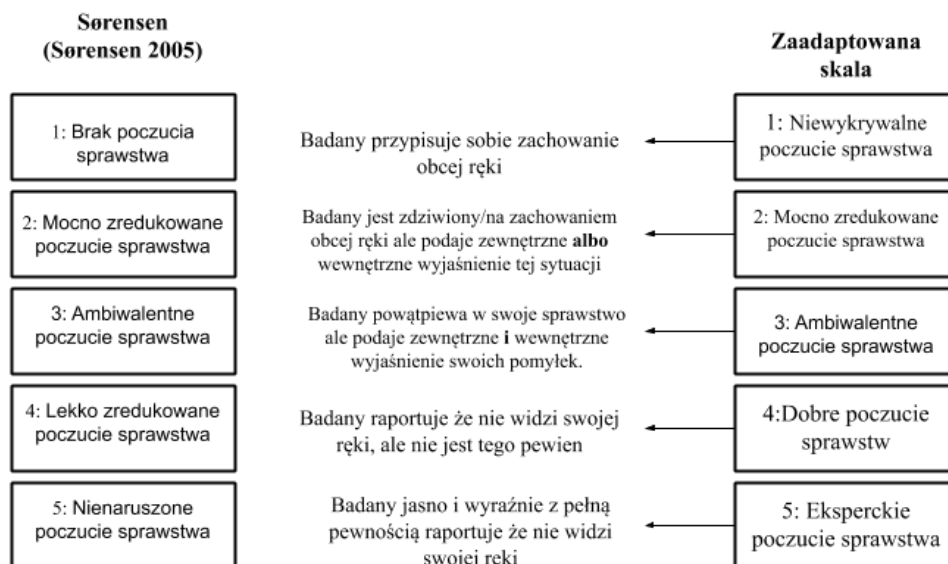 Sørensen
(Sørensen 2005)
Zaadaptowana
skala
1: Brak poczucia
sprawstwa
Badany przypisuje sobie zachowanie
obcej ręki
1: Niewykrywalne
poczucie sprawstwa
2: Mocno zredukowane
poczucie sprawstwa
Badany jest zdziwiony/na zachowaniem
obcej ręki ale podaje zewnętrzne albo
wewnętrzne wyjaśnienie tej sytuacji
2: Mocno zredukowane
poczucie sprawstwa
3: Ambiwalentne
poczucie sprawstwa
Badany powątpiewa w swoje sprawstwo
ale podaje zewnętrzne i wewnętrzne
wyjaśnienie swoich pomyłek.
3: Ambiwalentne
poczucie sprawstwa
4: Lekko zredukowane
poczucie sprawstwa
Badany raportuje że nie widzi swojej
ręki, ale nie jest tego pewien
4:Dobre poczucie
sprawstw
5: Nienaruszone
poczucie sprawstwa
Badany jasno i wyraźnie z pełną
pewnością raportuje że nie widzi
swojej ręki
5: Eksperckie
poczucie sprawstwa